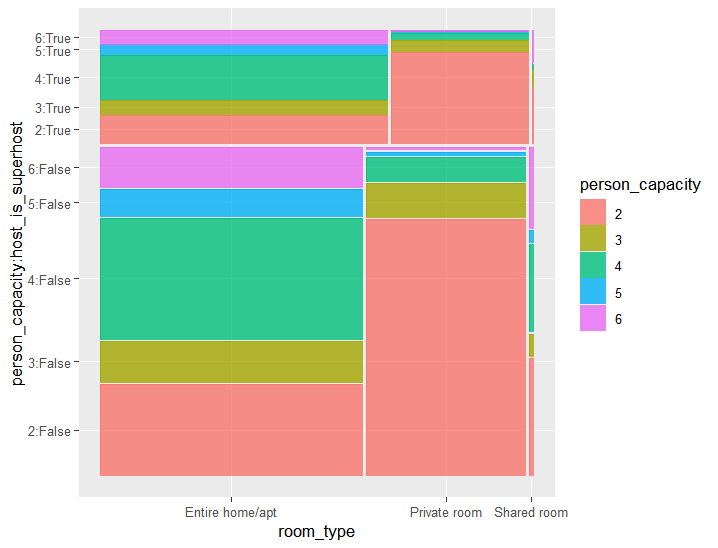 person_capacity:host_is_superhost
6:True
5:True
4:True
3:True
2:True
6:False
5:False
4:False
3:False
2:False
Entire home/apt
Private room
Shared room
room_type
person_capacity
2
3
4
5
6